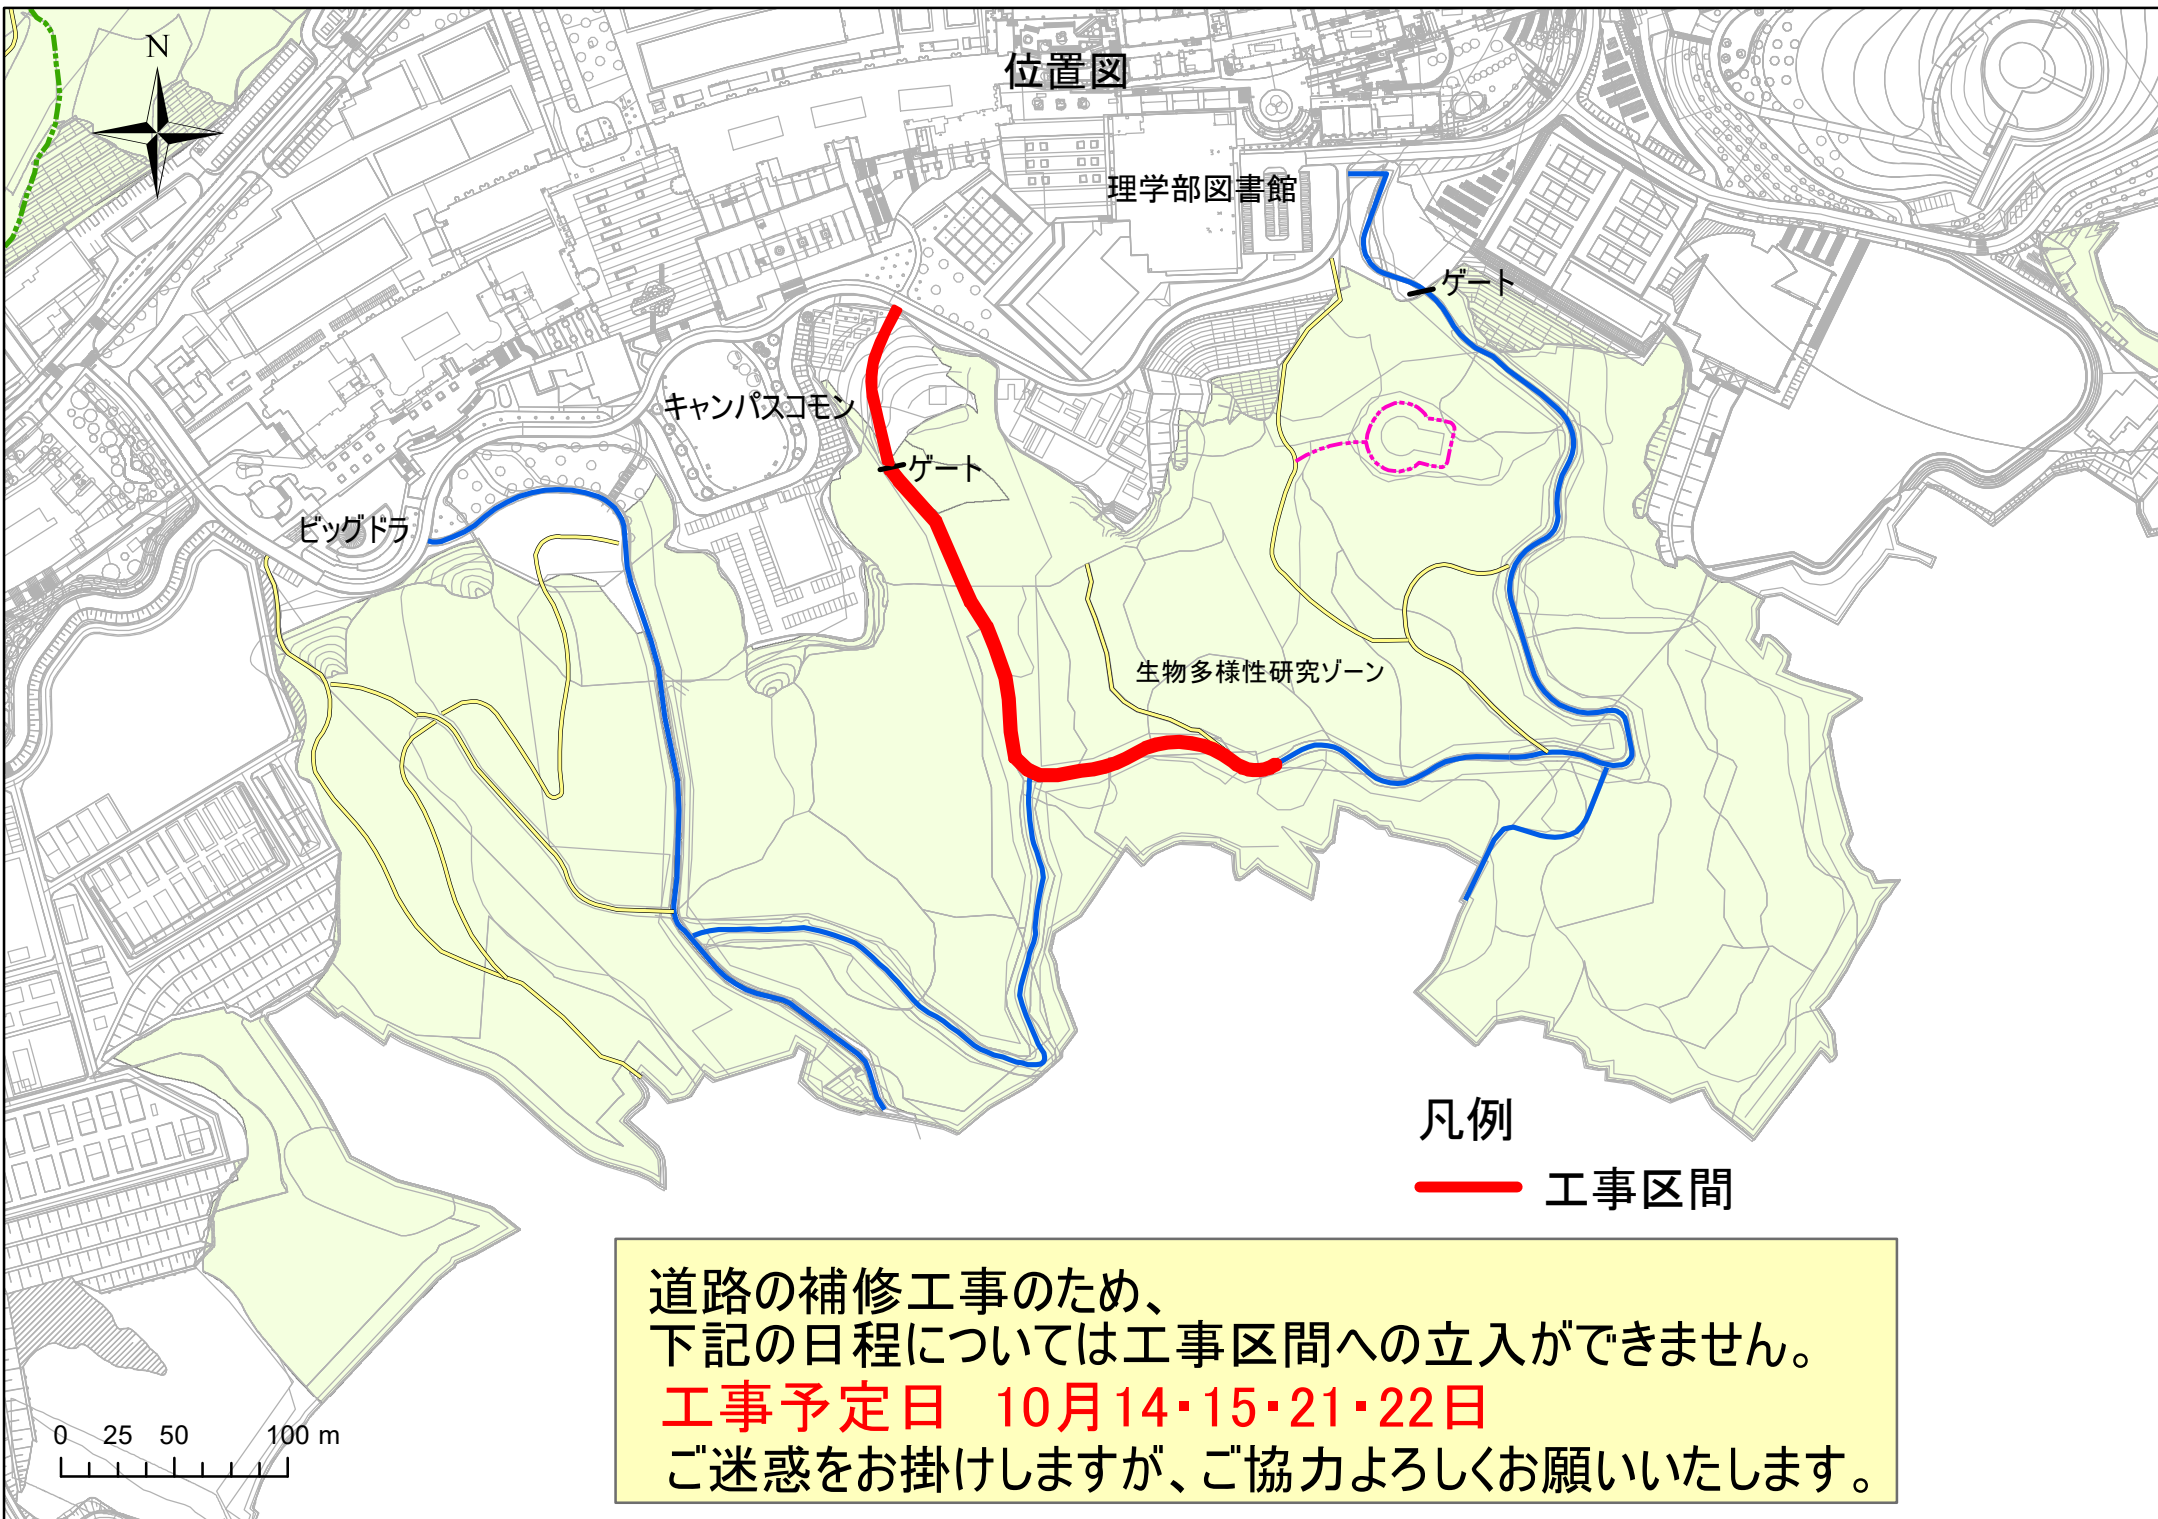 N
位置図
理学部図書館
ゲート
キャンパスコモン
ゲート
ビッグドラ
生物多様性研究ゾーン
凡例
工事区間
道路の補修工事のため、
下記の日程については工事区間への立入ができません。
工事予定日　10月14・15・21・22日
ご迷惑をお掛けしますが、ご協力よろしくお願いいたします。
0 25 50 100 m